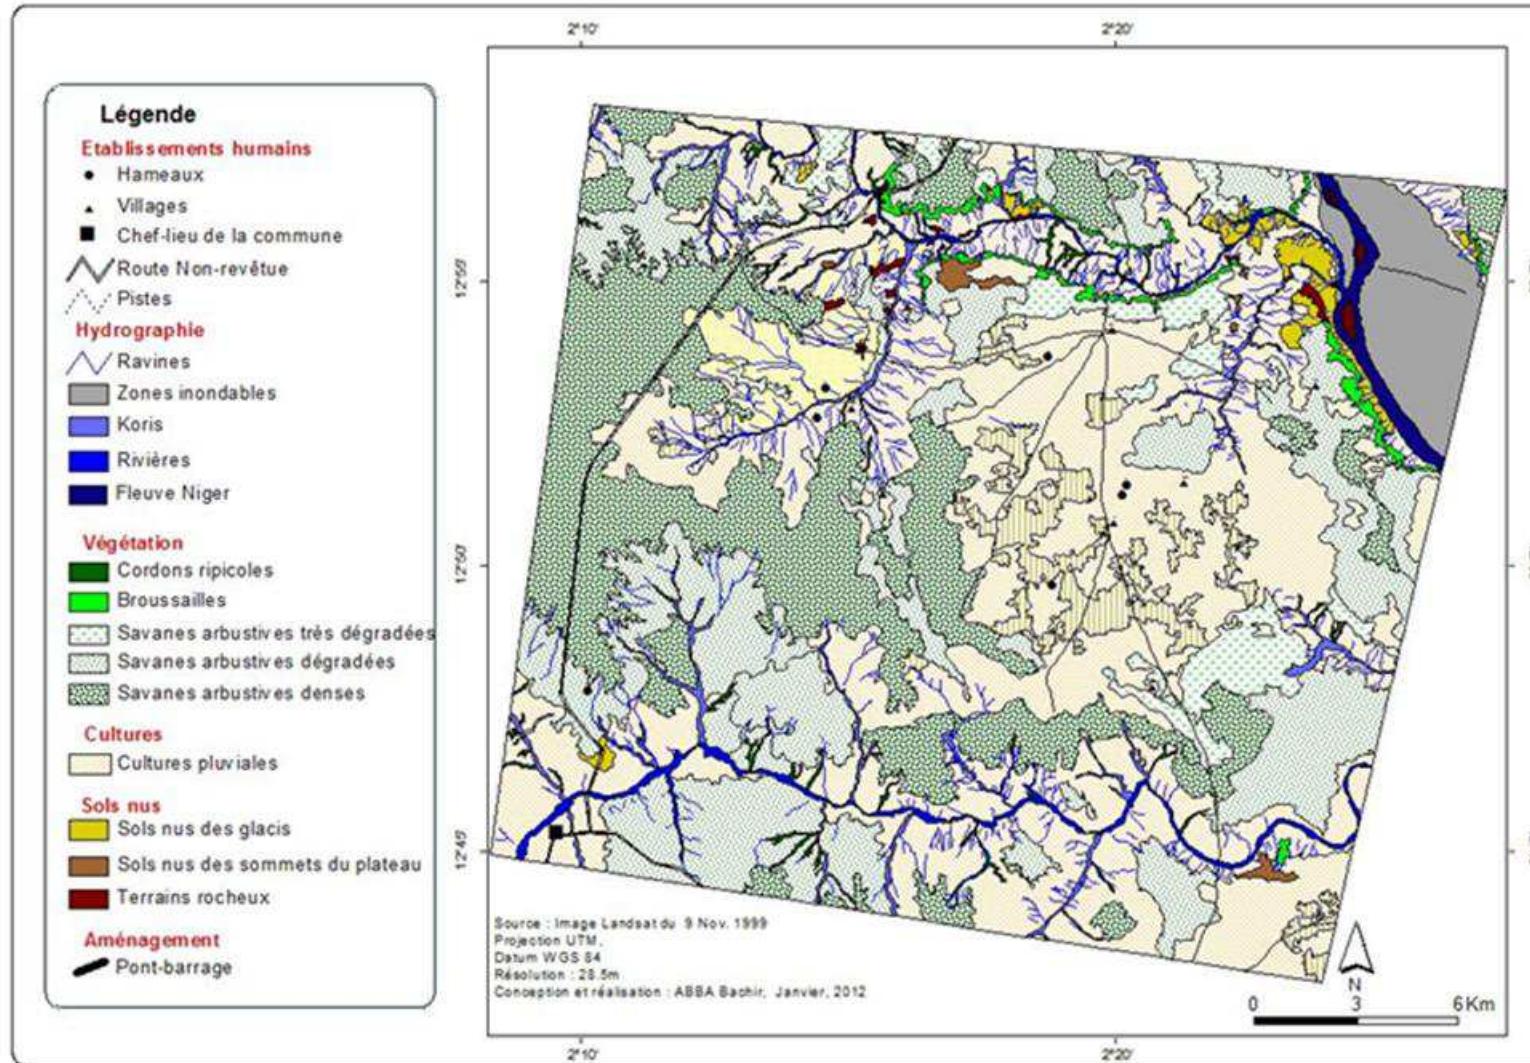 2°10' 2°20'
Légende
Etablissements humains
Hameaux
Villages
Chef-lieu de la commune
Route Non-revêtue
Pistes
Hydrographie
Ravines
Zones inondables
Koris
Rivières
Fleuve Niger
Végétation
Cordons ripicoles
Broussailles
Savanes arbustives très dégradées
Savanes arbustives dégradées
Savanes arbustives denses
Cultures
Cultures pluviales
Sols nus
Sols nus des glacis
Sols nus des sommets du plateau
Terrains rocheux
Aménagement
Pont-barrage
12°55'
12°50'
12°45'
Source : Image Landsat du 9 Nov. 1999
Projection UTM,
Datum WGS 84
Résolution : 28.5m
Conception et réalisation : ABBA Bachir, Janvier, 2012
N
0 3 6 Km
2°10' 2°20'